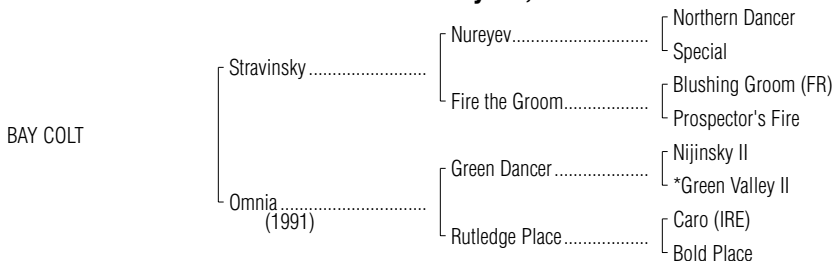 Northern Dancer
Nureyev
Special
Stravinsky
Blushing Groom (FR)
Fire the Groom
Prospector's Fire
BAY COLT
Nijinsky II
Green Dancer
*Green Valley II
Omnia
(1991)
Caro (IRE)
Rutledge Place
Bold Place